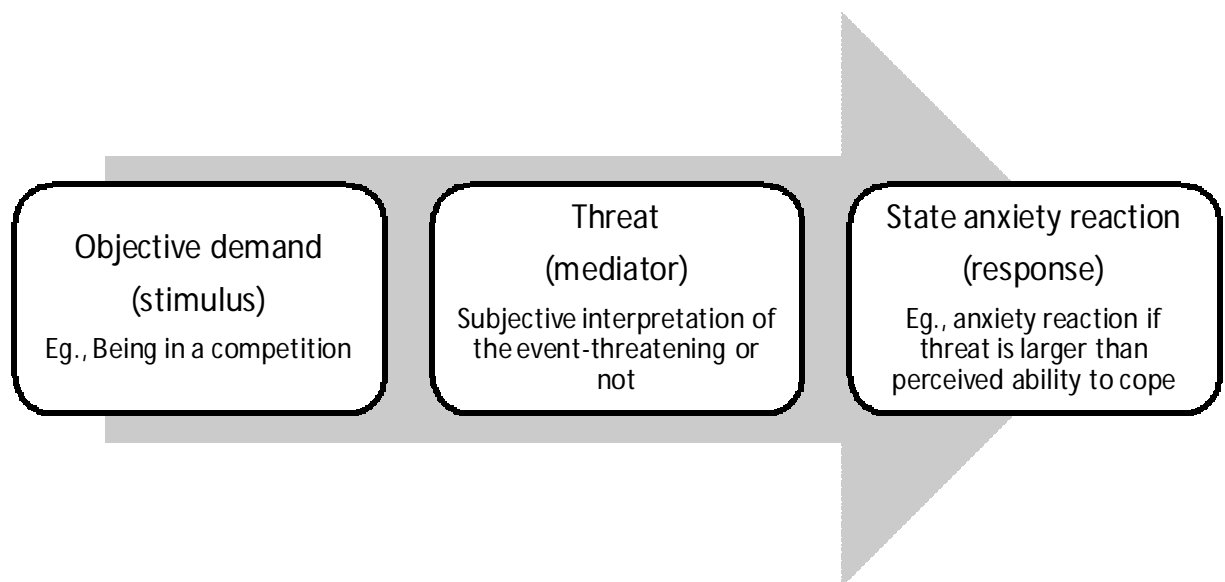 Objective demand
(stimulus)
Eg., Being in a competition
Threat
(mediator)
Subjective interpretation of
the event-threatening or
not
State anxiety reaction
(response)
Eg., anxiety reaction if
threat is larger than
perceived ability to cope